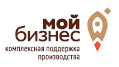 мой
бизнес
комплексная поддержка
производства